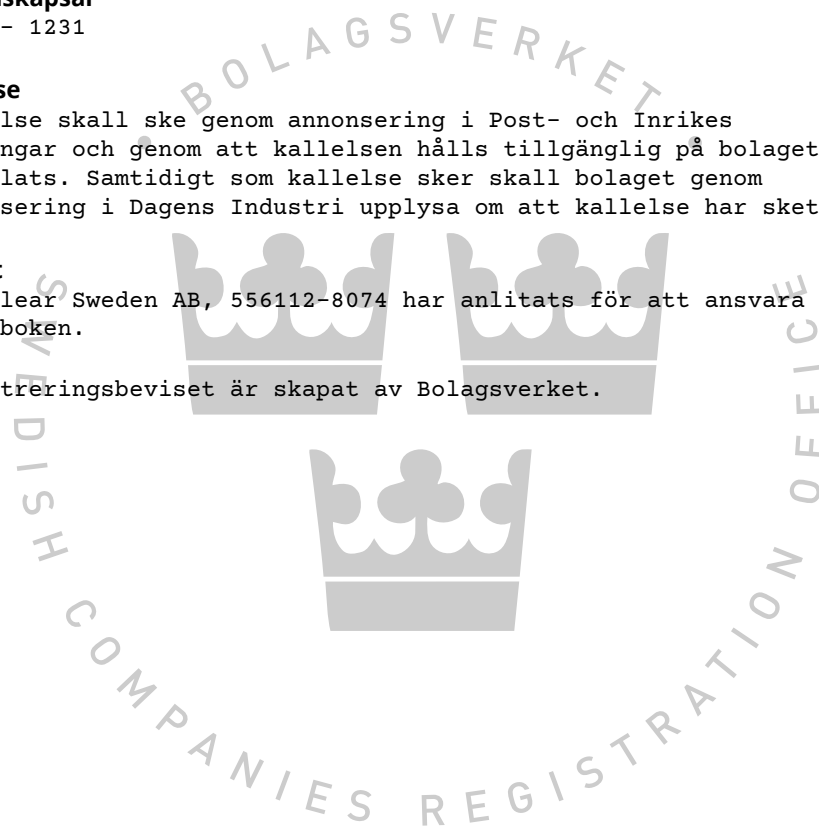 skapsår
- 1231
BOLAGSVERKET
se
lse skall ske genom annonsering i Post- och Inrikes
ngar och genom att kallelsen hålls tillgänglig på bolaget
lats. Samtidigt som kallelse sker skall bolaget genom
sering i Dagens Industri upplysa om att kallelse har sket
t
lear Sweden AB, 556112-8074 har anlitats för att ansvara
boken.
treringsbeviset är skapat av Bolagsverket.
SWEDISH COMPANIES REGISTRATION OFFICE